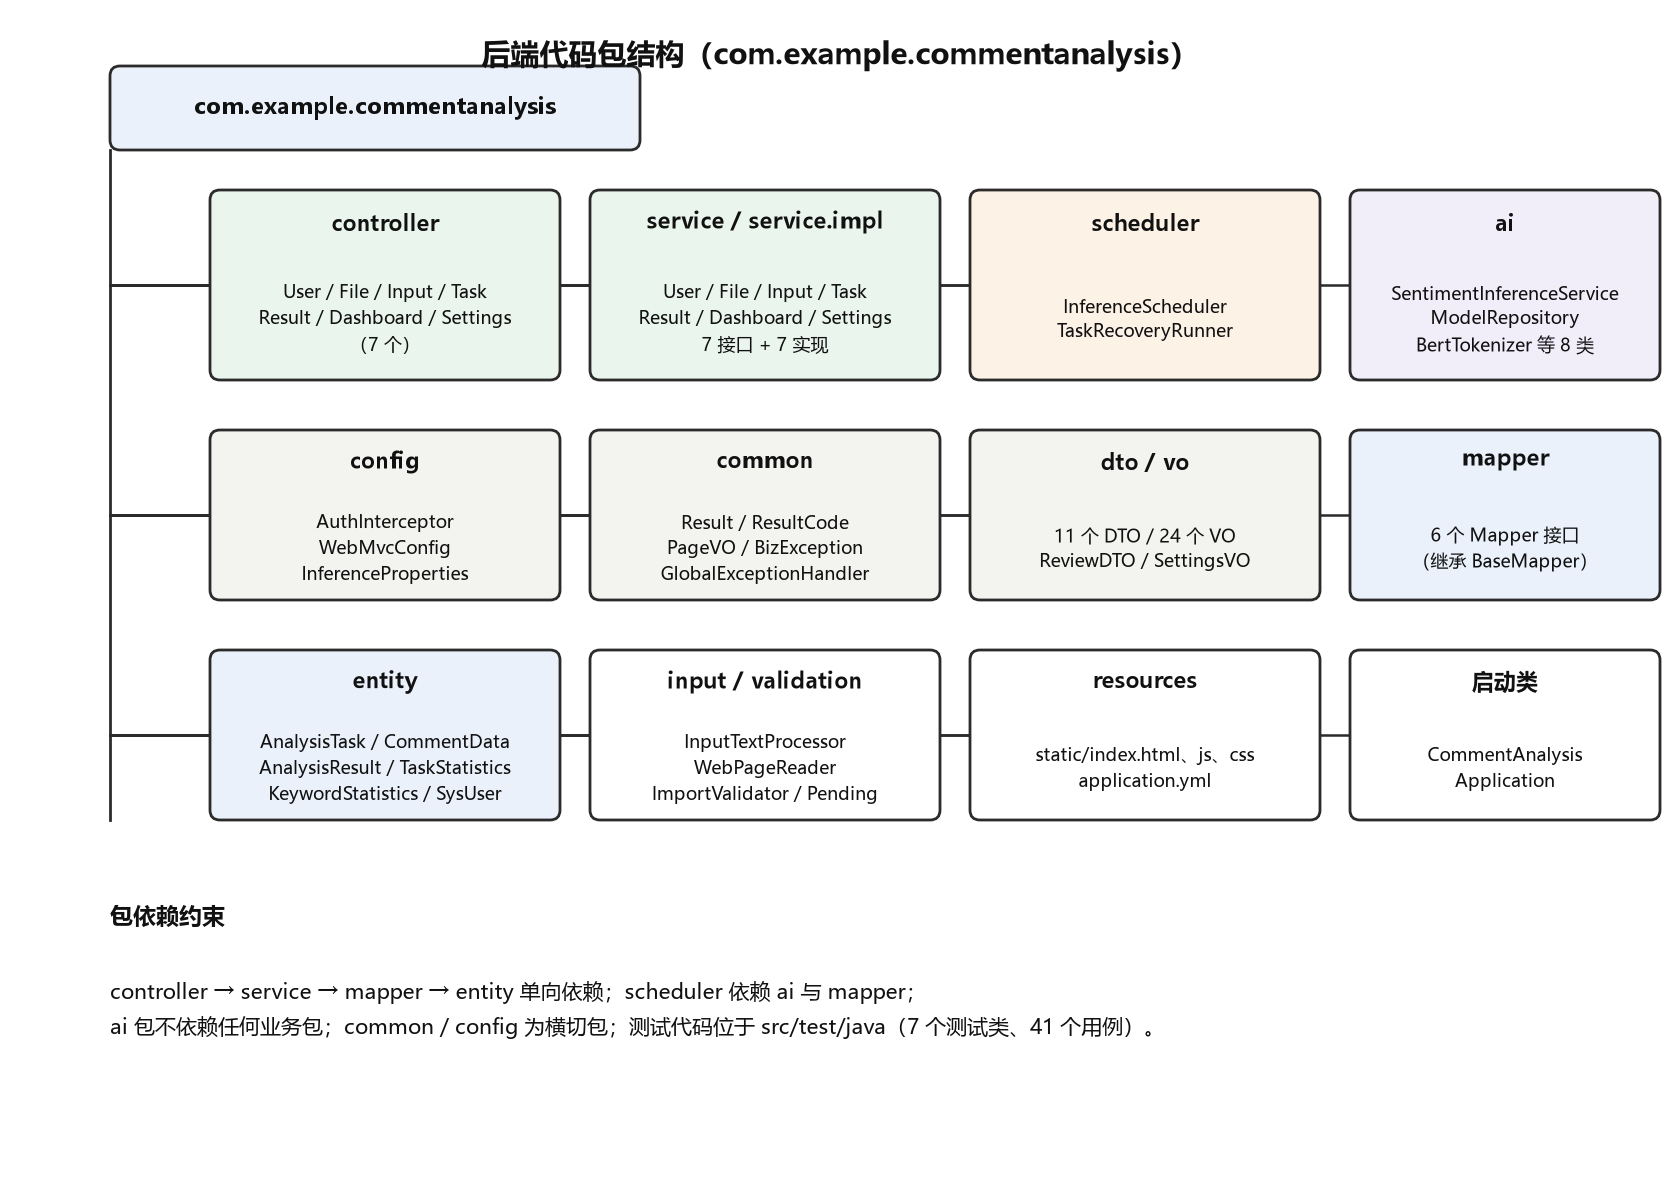 后端代码包结构（com.example.commentanalysis）
com.example.commentanalysis
controller
User / File / Input / Task
Result / Dashboard / Settings
（7 个）
service / service.impl
User / File / Input / Task
Result / Dashboard / Settings
7 接口 + 7 实现
scheduler
InferenceScheduler
TaskRecoveryRunner
ai
SentimentInferenceService
ModelRepository
BertTokenizer 等 8 类
config
AuthInterceptor
WebMvcConfig
InferenceProperties
common
Result / ResultCode
PageVO / BizException
GlobalExceptionHandler
dto / vo
11 个 DTO / 24 个 VO
ReviewDTO / SettingsVO
mapper
6 个 Mapper 接口
（继承 BaseMapper）
entity
AnalysisTask / CommentData
AnalysisResult / TaskStatistics
KeywordStatistics / SysUser
input / validation
InputTextProcessor
WebPageReader
ImportValidator / Pending
resources
static/index.html、js、css
application.yml
启动类
CommentAnalysis
Application
包依赖约束
controller → service → mapper → entity 单向依赖；scheduler 依赖 ai 与 mapper；
ai 包不依赖任何业务包；common / config 为横切包；测试代码位于 src/test/java（7 个测试类、41 个用例）。